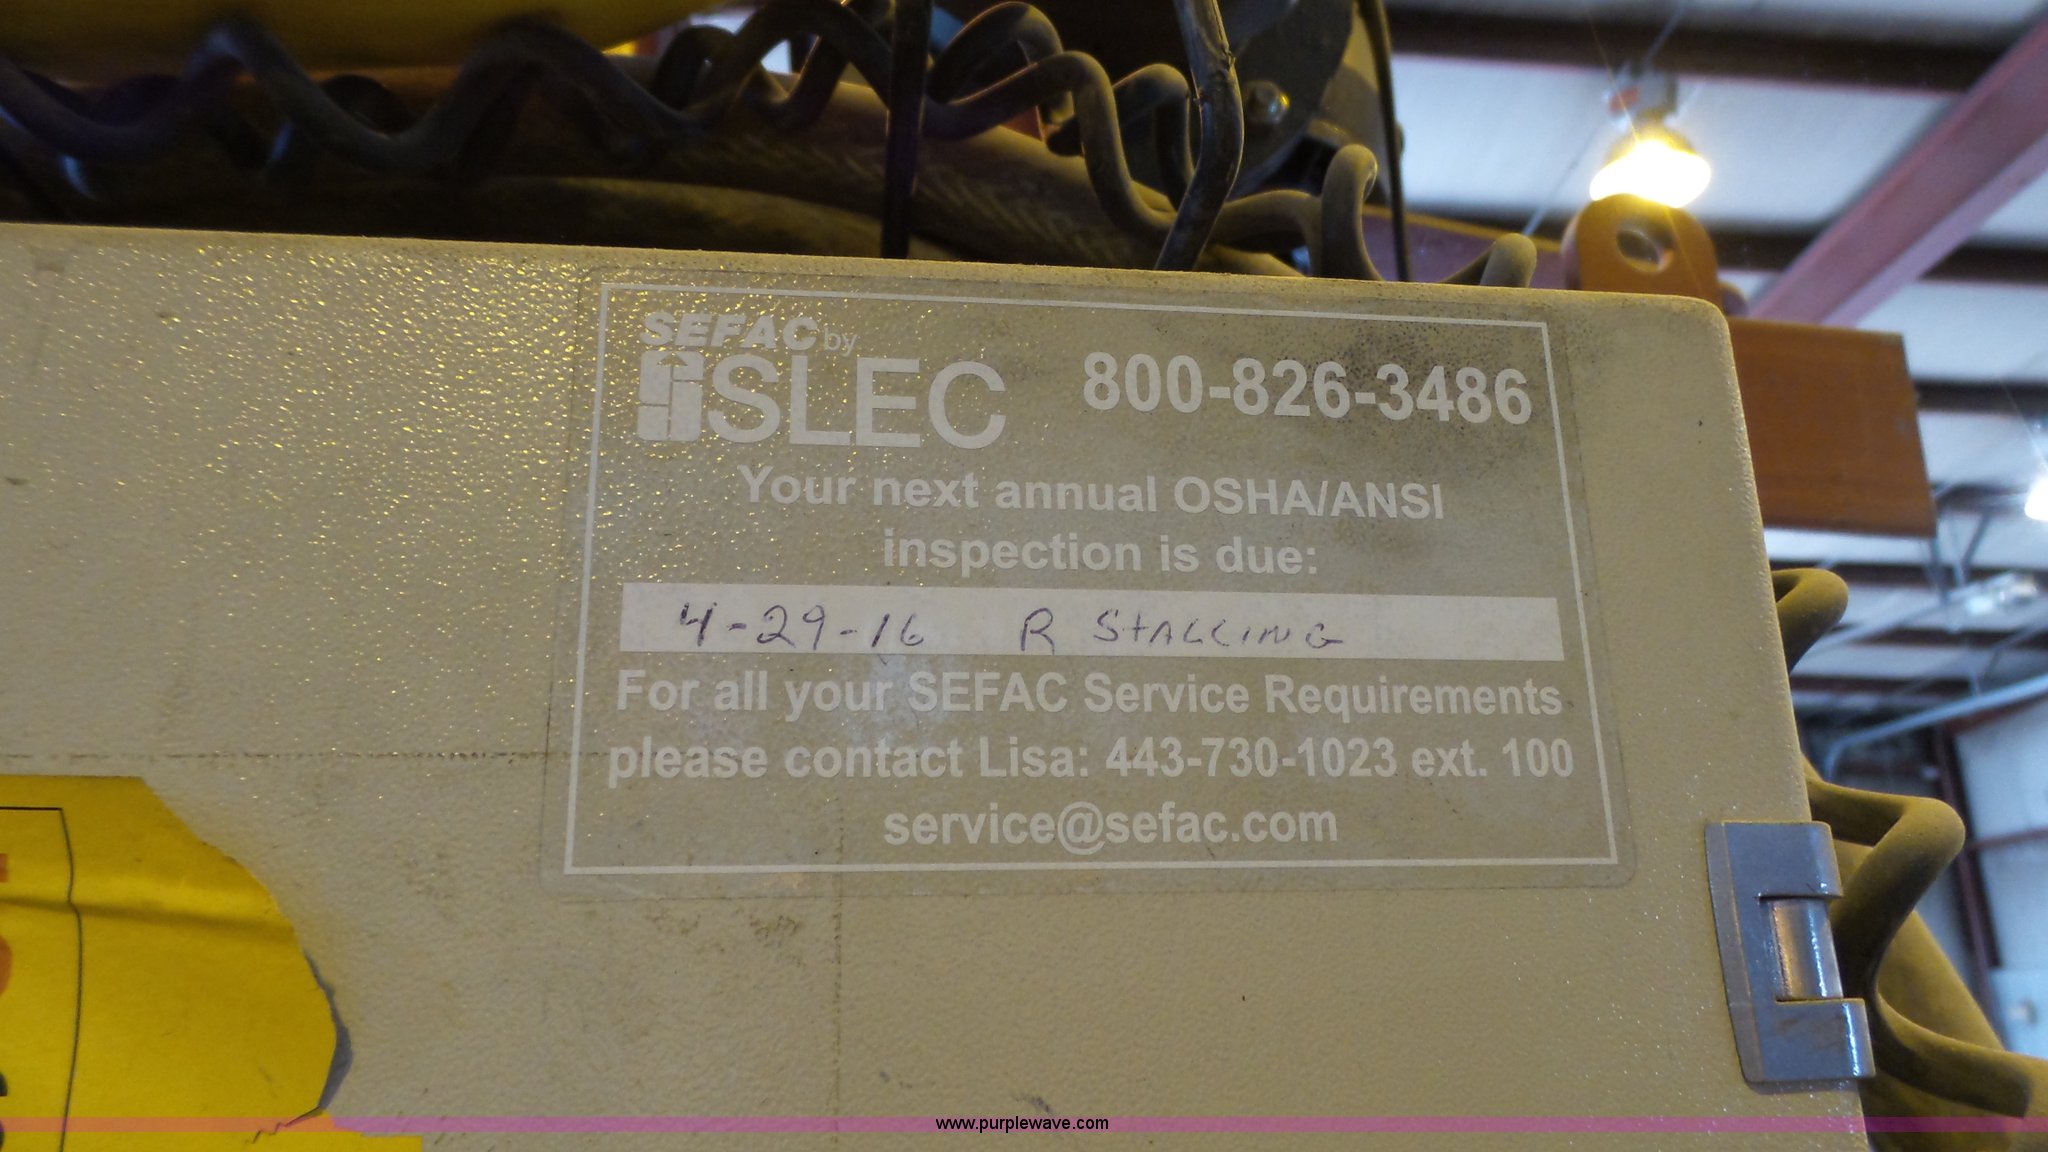 SEFAC by
SLEC 800-826-3486
Your next annual OSHA/ANSI
inspection is due:
4-29-16 R STALLING
For all your SEFAC Service Requirements
please contact Lisa: 443-730-1023 ext. 100
service@sefac.com
www.purplewave.com